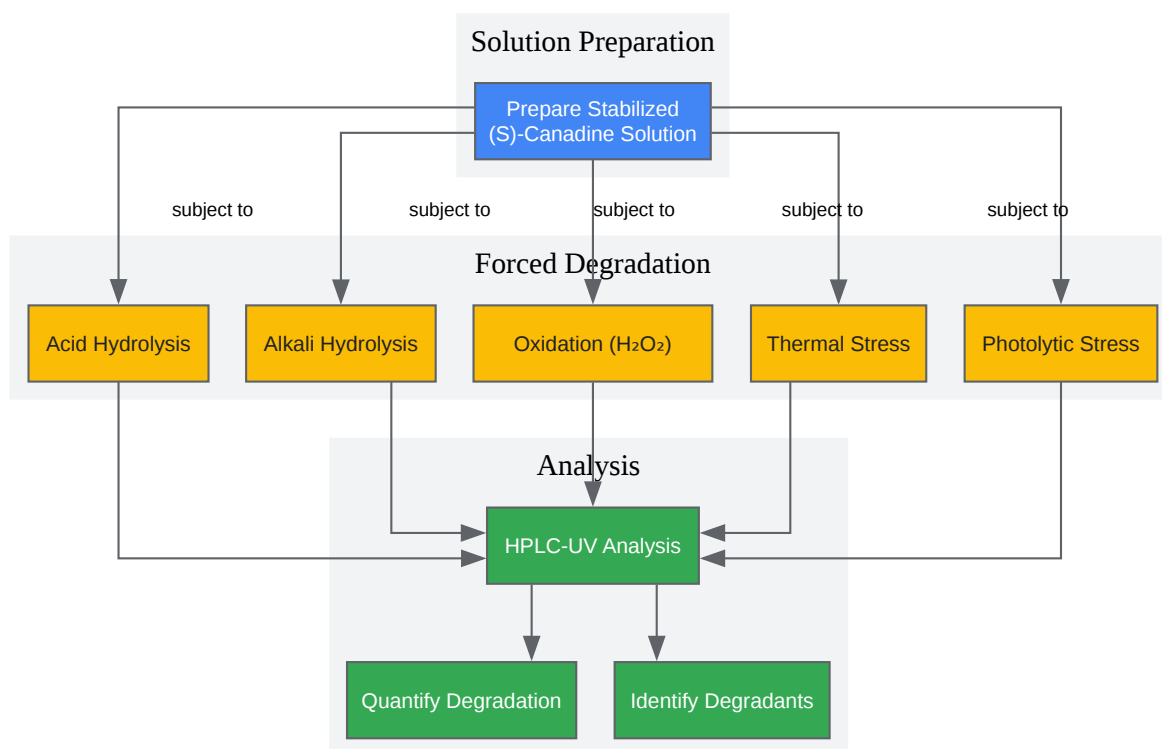 Solution Preparation
Prepare Stabilized
(S)-Canadine Solution
subject to
subject to
subject to
subject to
subject to
Forced Degradation
Acid Hydrolysis
Alkali Hydrolysis
Oxidation (H₂O₂)
Thermal Stress
Photolytic Stress
Analysis
HPLC-UV Analysis
Quantify Degradation
Identify Degradants